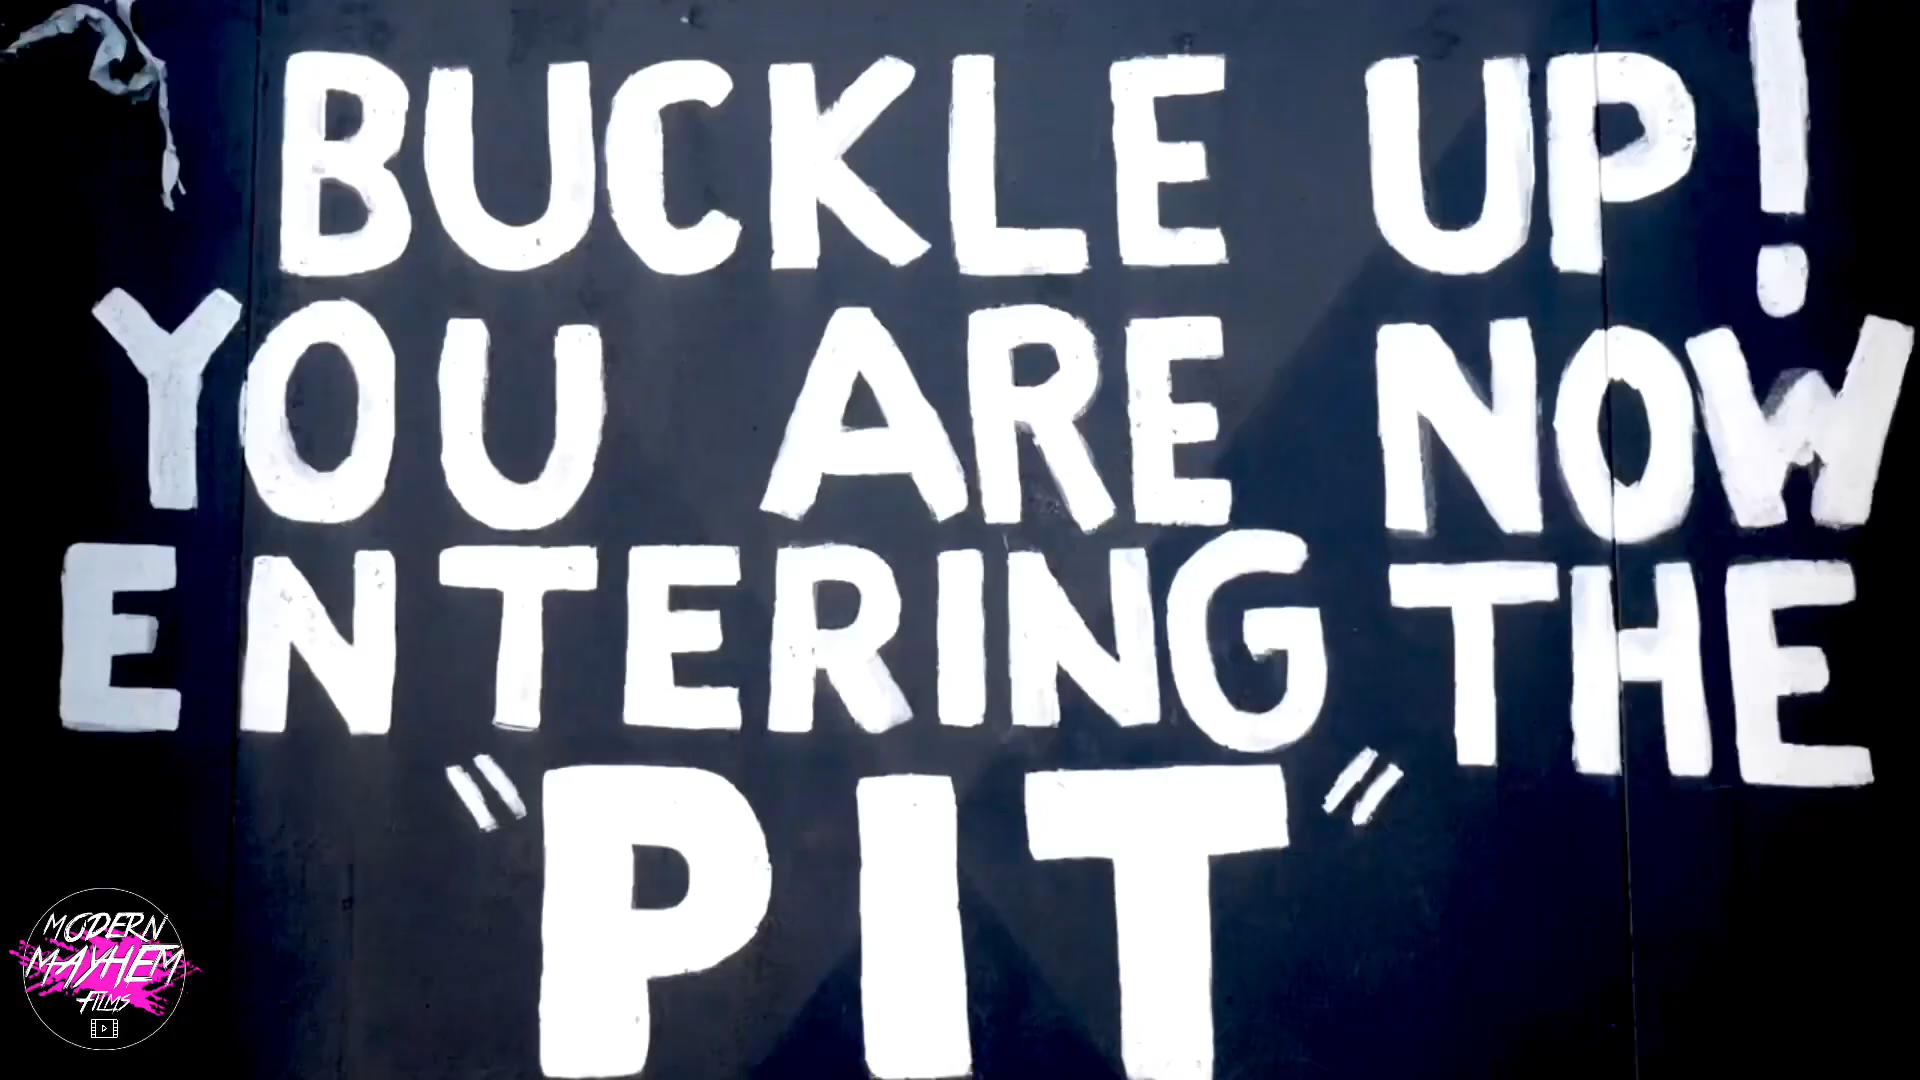 BUCKLE UP!
YOU ARE NOW
ENTERING THE
"PIT"
MODERN
MAYHEM
FILMS